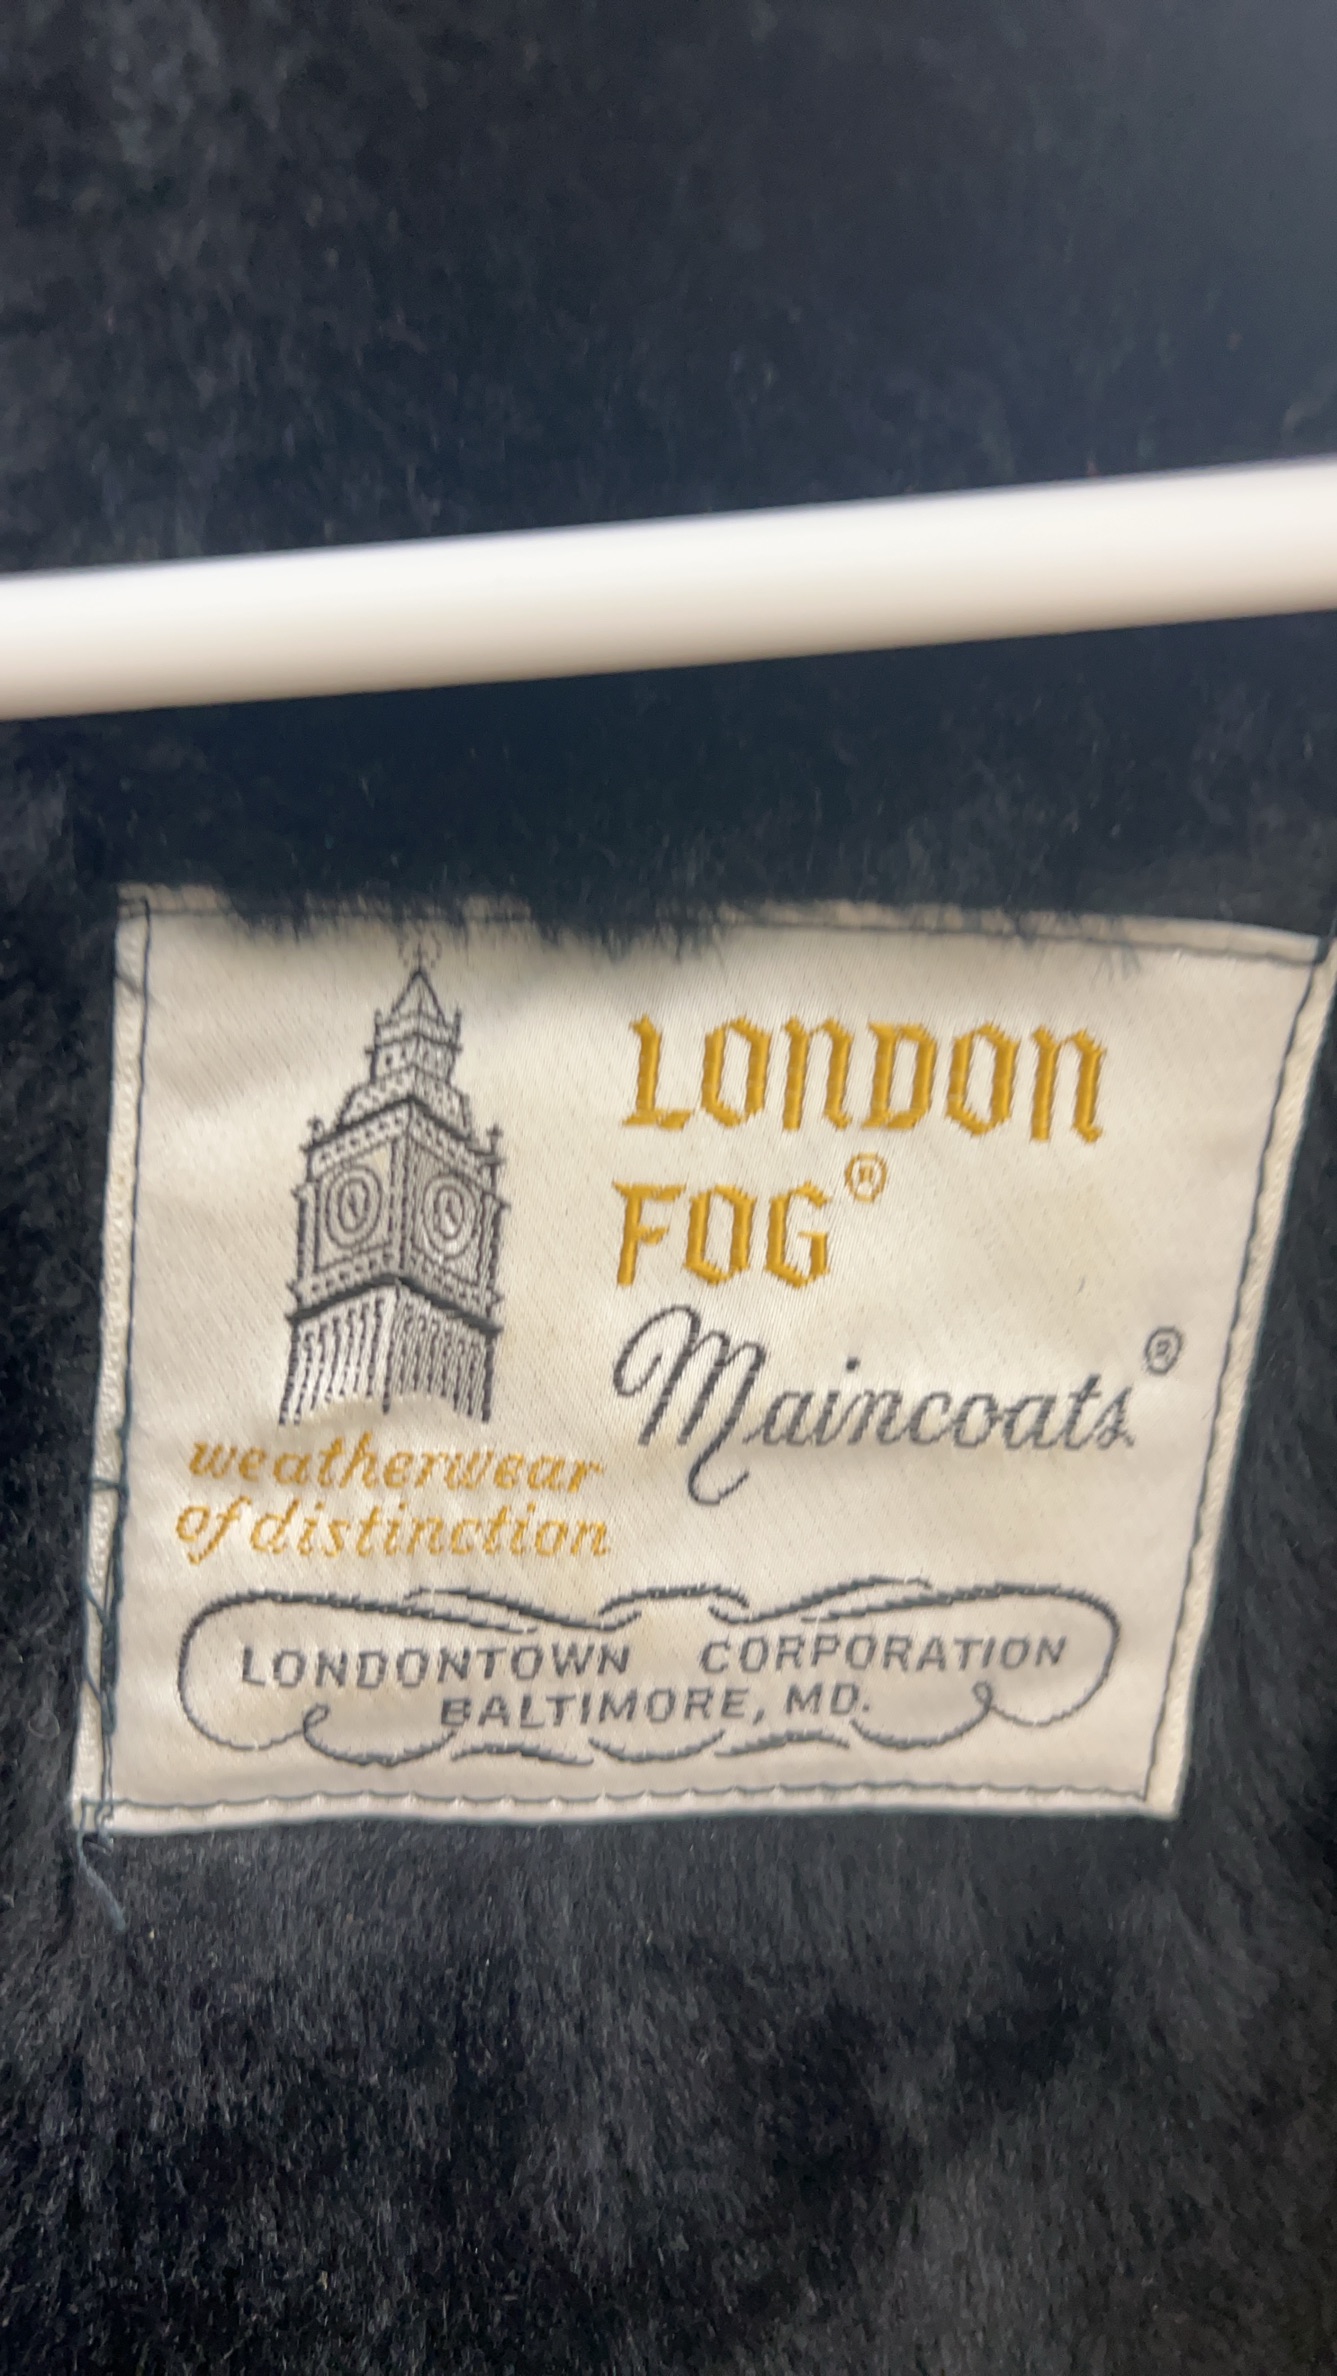 LONDON
FOG®
Maincoats®
weatherwear
of distinction
LONDONTOWN CORPORATION
BALTIMORE, MD.